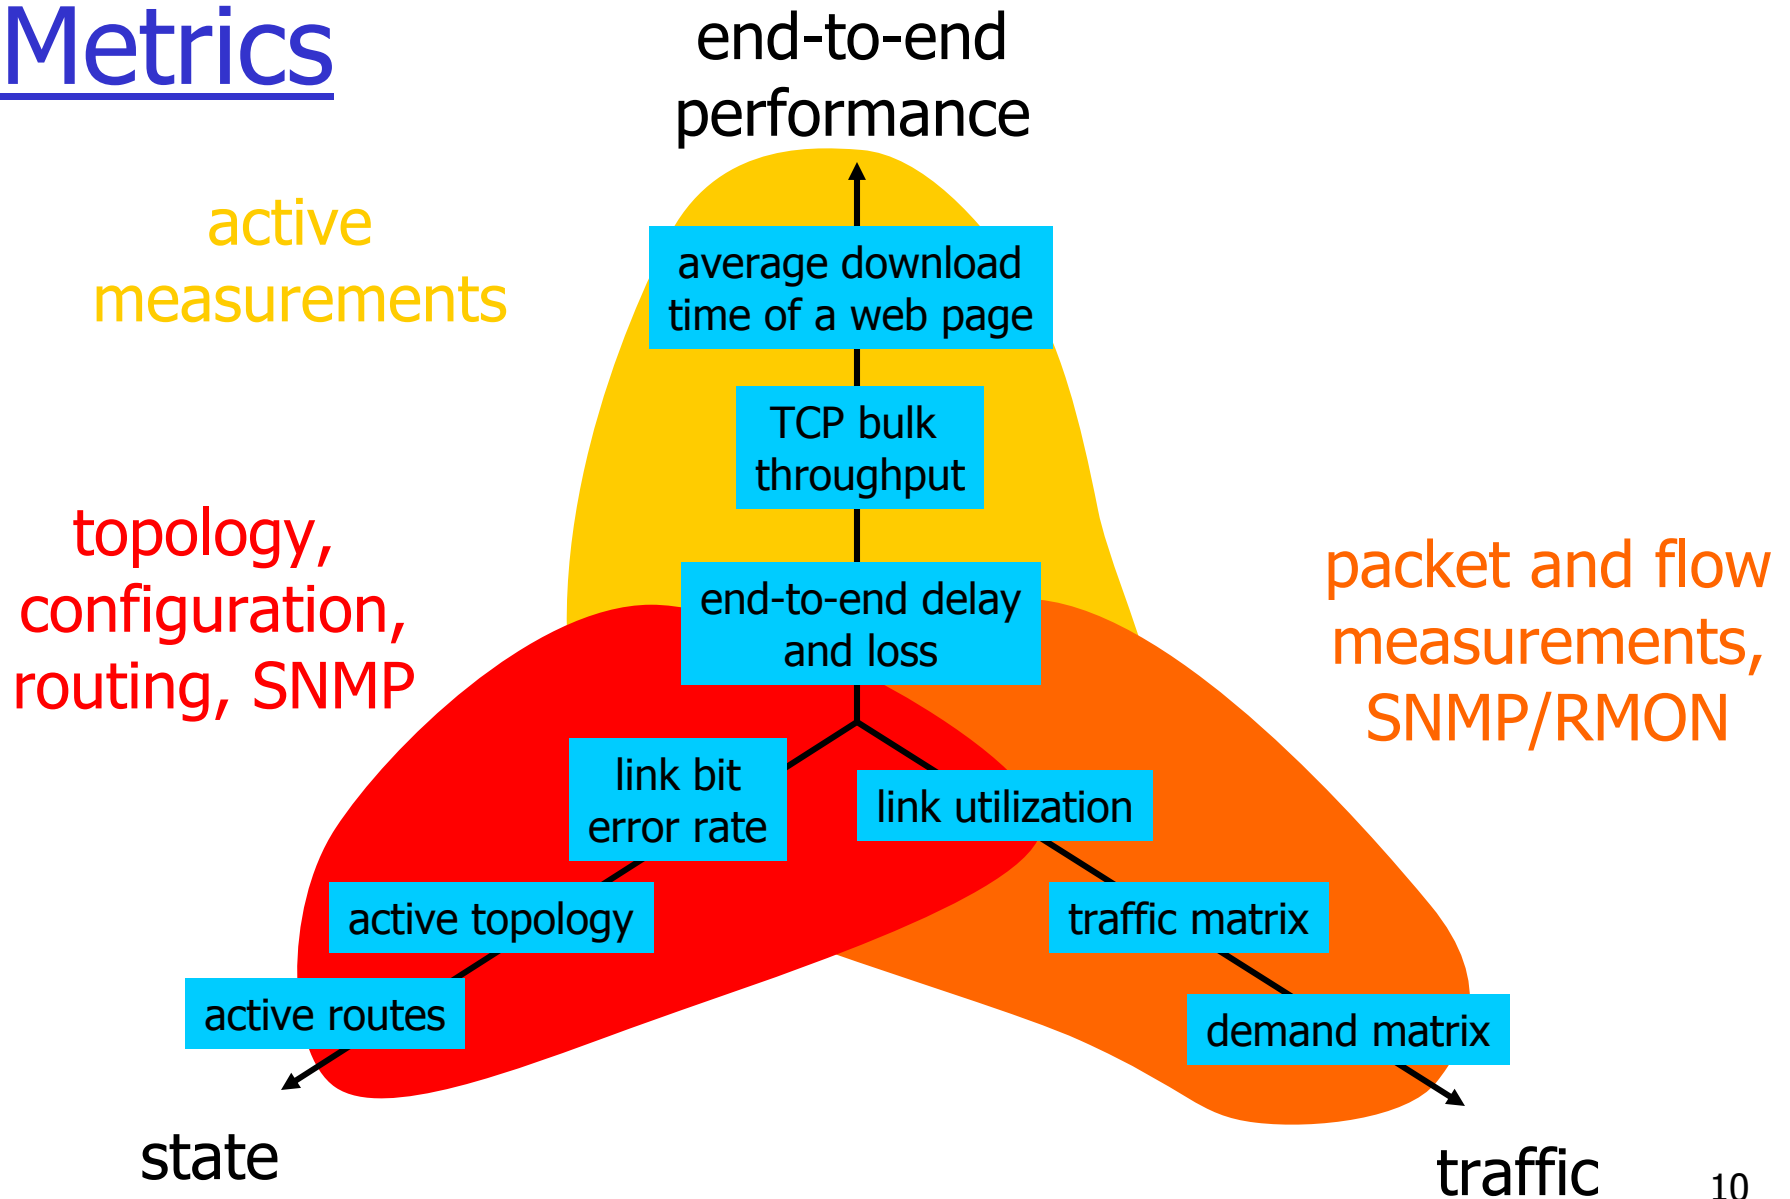 Metrics
end-to-end
performance
active
measurements
average download
time of a web page
TCP bulk
throughput
topology,
configuration,
routing, SNMP
end-to-end delay
and loss
packet and flow
measurements,
SNMP/RMON
link bit
error rate
link utilization
active topology
traffic matrix
active routes
demand matrix
state
traffic
10